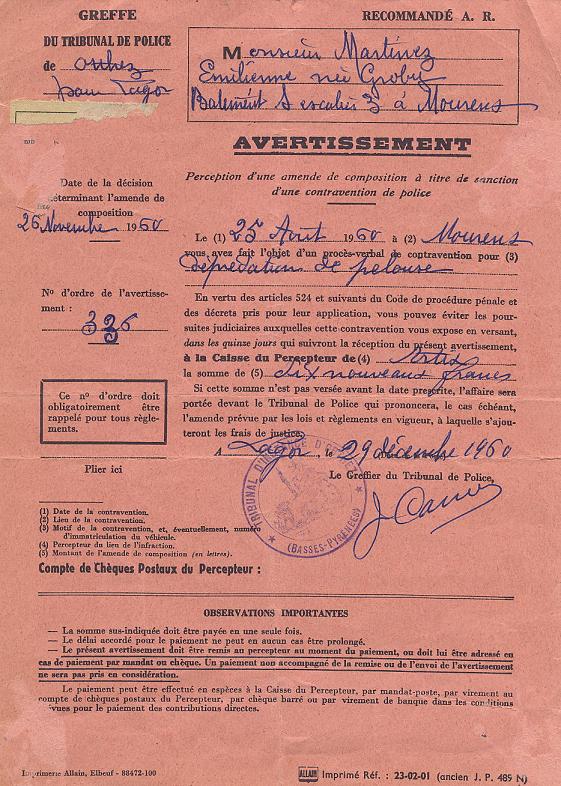 GREFFE
DU TRIBUNAL DE POLICE
de Orthez
pour Lagor
RECOMMANDÉ A. R.
Monsieur Martinez
Emilienne née Groby
Batiment S escalier 3 à Mourenx
AVERTISSEMENT
Perception d'une amende de composition à titre de sanction
d'une contravention de police
Date de la décision
déterminant l'amende de
composition
26 Novembre 1960
N° d'ordre de l'avertisse-
ment :
336
Ce n° d'ordre doit
obligatoirement être
rappelé pour tous règle-
ments.
Plier ici
Le (1) 25 Août 1960 à (2) Mourenx
vous avez fait l'objet d'un procès-verbal de contravention pour (3)
dépredation de pelouse
En vertu des articles 524 et suivants du Code de procédure pénale et
des décrets pris pour leur application, vous pouvez éviter les pour-
suites judiciaires auxquelles cette contravention vous expose en versant,
dans les quinze jours qui suivront la réception du présent avertissement,
à la Caisse du Percepteur de (4) Artix
la somme de (5) dix nouveaux francs
Si cette somme n'est pas versée avant la date prescrite, l'affaire sera
portée devant le Tribunal de Police qui prononcera, le cas échéant,
l'amende prévue par les lois et règlements en vigueur, à laquelle s'ajou-
teront les frais de justice.
A Lagor, le 29 décembre 1960
Le Greffier du Tribunal de Police,
(BASSES-PYRÉNÉES)
(1) Date de la contravention.
(2) Lieu de la contravention.
(3) Motif de la contravention, et, éventuellement, numéro
d'immatriculation du véhicule.
(4) Percepteur du lieu de l'infraction.
(5) Montant de l'amende de composition (en lettres).
Compte de Chèques Postaux du Percepteur :
OBSERVATIONS IMPORTANTES
— La somme sus-indiquée doit être payée en une seule fois.
— Le délai accordé pour le paiement ne peut en aucun cas être prolongé.
— Le présent avertissement doit être remis au percepteur au moment du paiement, ou doit lui être adressé en
cas de paiement par mandat ou chèque. Un paiement non accompagné de la remise ou de l'envoi de l'avertissement
ne sera pas pris en considération.
Le paiement peut être effectué en espèces à la Caisse du Percepteur, par mandat-poste, par virement au
compte de chèques postaux du Percepteur, par chèque barré ou par virement de banque dans les conditions
prévues pour le paiement des contributions directes.
Imprimerie Allain, Elbeuf - 88472-100
ALLAIN Imprimé Réf. : 23-02-01 (ancien J. P. 489 N)